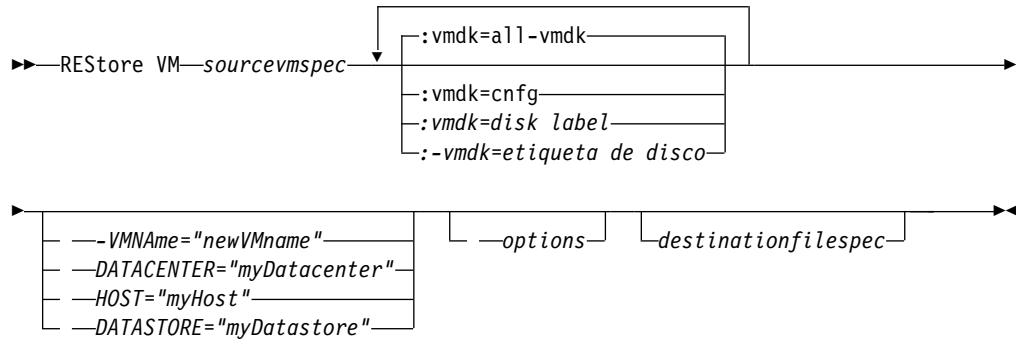 :vmdk=all-vmdk
REStore VM sourcevmspec
:vmdk=cnfg
:vmdk=disk label
:-vmdk=etiqueta de disco
-VMNAme="newVMname"
options
destinationfilespec
DATACENTER="myDatacenter"
HOST="myHost"
DATASTORE="myDatastore"